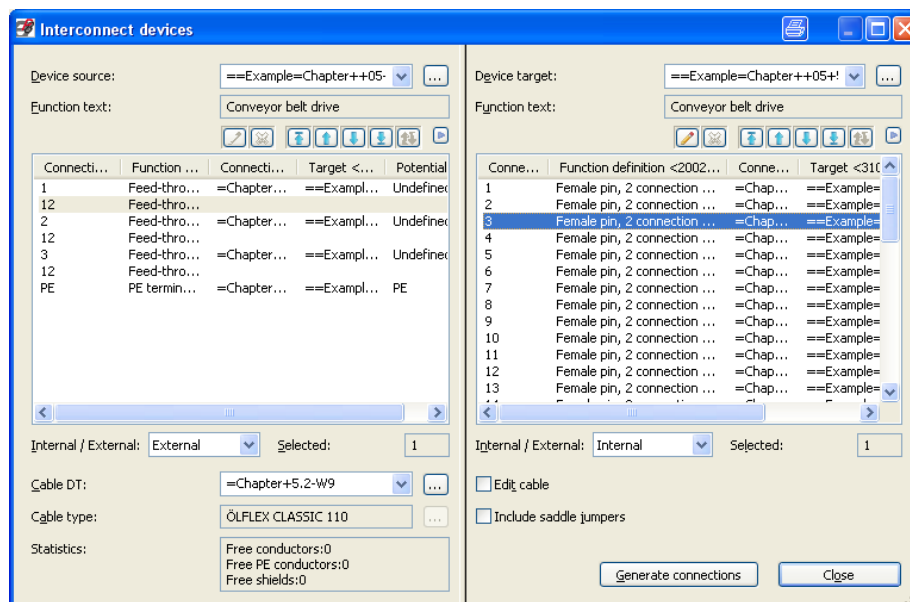 Interconnect devices
Device source: ==Example=Chapter++05- ...
Function text: Conveyor belt drive
Connecti... Function ... Connecti... Target <... Potential
1 Feed-thro... =Chapter... ==Exampl... Undefined
12 Feed-thro...
2 Feed-thro... =Chapter... ==Exampl... Undefined
12 Feed-thro...
3 Feed-thro... =Chapter... ==Exampl... Undefined
12 Feed-thro...
PE PE termin... =Chapter... ==Exampl... PE
Internal / External: External Selected: 1
Cable DT: =Chapter+5.2-W9 ...
Cable type: ÖLFLEX CLASSIC 110 ...
Statistics: Free conductors:0
Free PE conductors:0
Free shields:0
Device target: ==Example=Chapter++05+! ...
Function text: Conveyor belt drive
Conne... Function definition <2002... Conne... Target <310
1 Female pin, 2 connection ... =Chap... ==Example=
2 Female pin, 2 connection ... =Chap... ==Example=
3 Female pin, 2 connection ... =Chap... ==Example=
4 Female pin, 2 connection ... =Chap... ==Example=
5 Female pin, 2 connection ... =Chap... ==Example=
6 Female pin, 2 connection ... =Chap... ==Example=
7 Female pin, 2 connection ... =Chap... ==Example=
8 Female pin, 2 connection ... =Chap... ==Example=
9 Female pin, 2 connection ... =Chap... ==Example=
10 Female pin, 2 connection ... =Chap... ==Example=
11 Female pin, 2 connection ... =Chap... ==Example=
12 Female pin, 2 connection ... =Chap... ==Example=
13 Female pin, 2 connection ... =Chap... ==Example=
Internal / External: Internal Selected: 1
Edit cable
Include saddle jumpers
Generate connections Close